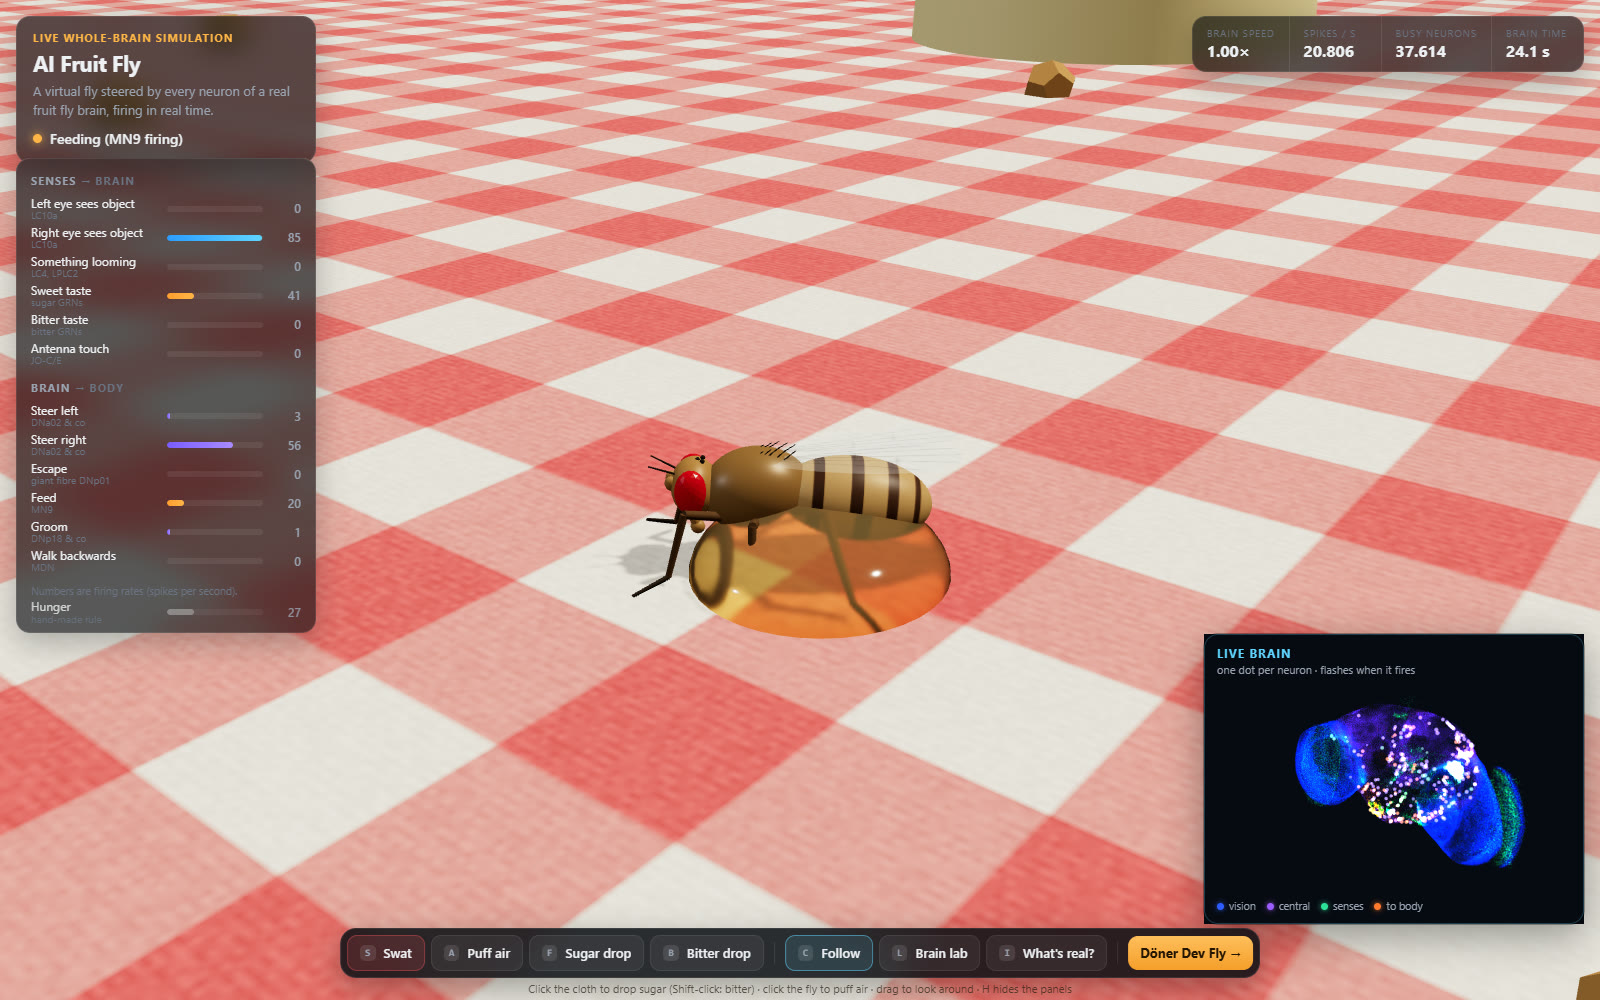 LIVE WHOLE-BRAIN SIMULATION
AI Fruit Fly
A virtual fly steered by every neuron of a real
fruit fly brain, firing in real time.
Feeding (MN9 firing)
SENSES → BRAIN
Left eye sees object 0
LC10a
Right eye sees object 85
LC10a
Something looming 0
LC4, LPLC2
Sweet taste 41
sugar GRNs
Bitter taste 0
bitter GRNs
Antenna touch 0
JO-C/E
BRAIN → BODY
Steer left 3
DNa02 & co
Steer right 56
DNa02 & co
Escape 0
giant fibre DNp01
Feed 20
MN9
Groom 1
DNp18 & co
Walk backwards 0
MDN
Numbers are firing rates (spikes per second).
Hunger 27
hand-made rule
BRAIN SPEED SPIKES / S BUSY NEURONS BRAIN TIME
1.00× 20.806 37.614 24.1 s
LIVE BRAIN
one dot per neuron · flashes when it fires
vision central senses to body
S Swat A Puff air F Sugar drop B Bitter drop C Follow L Brain lab I What's real? Döner Dev Fly →
Click the cloth to drop sugar (Shift-click: bitter) · click the fly to puff air · drag to look around · H hides the panels